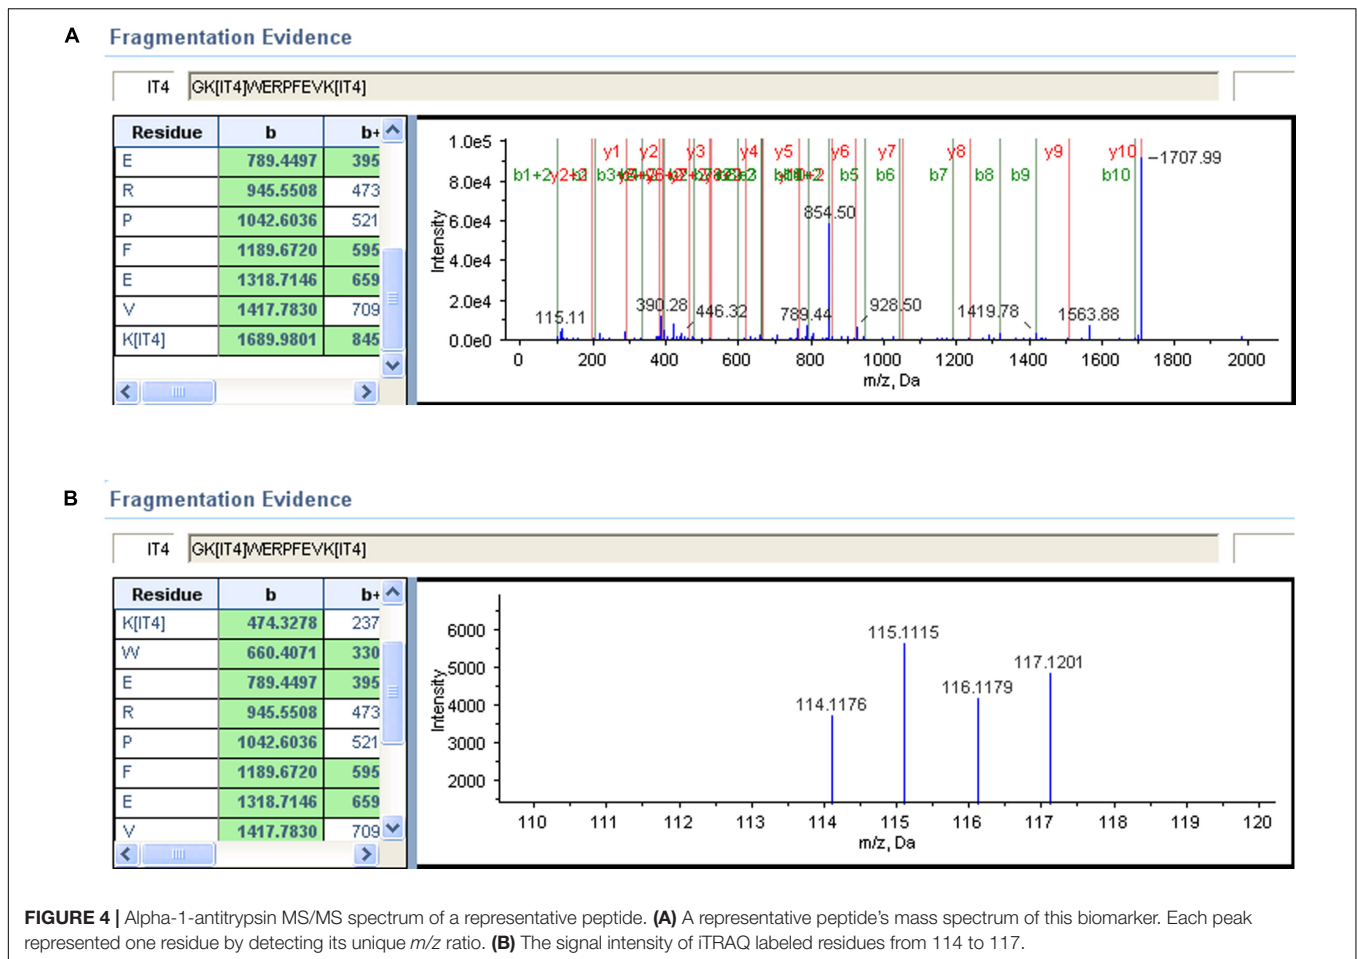 A
Fragmentation Evidence
IT4
GK[IT4]WERPFEVK[IT4]
Residue b b+
E 789.4497 395
R 945.5508 473
P 1042.6036 521
F 1189.6720 595
E 1318.7146 659
V 1417.7830 709
K[IT4] 1689.9801 845
1.0e5
8.0e4
6.0e4
4.0e4
2.0e4
0.0e0
Intensity
y1 y2 y3 y4 y5 y6 y7 y8 y9 y10
b1+2 b5 b6 b7 b8 b9 b10
1707.99
854.50
115.11
390.28
446.32
789.44
928.50
1419.78
1563.88
0 200 400 600 800 1000 1200 1400 1600 1800 2000
m/z, Da
B
Fragmentation Evidence
IT4
GK[IT4]WERPFEVK[IT4]
Residue b b+
K[IT4] 474.3278 237
W 660.4071 330
E 789.4497 395
R 945.5508 473
P 1042.6036 521
F 1189.6720 595
E 1318.7146 659
V 1417.7830 709
6000
5000
4000
3000
2000
Intensity
114.1176
115.1115
116.1179
117.1201
110 111 112 113 114 115 116 117 118 119 120
m/z, Da
FIGURE 4 | Alpha-1-antitrypsin MS/MS spectrum of a representative peptide. (A) A representative peptide's mass spectrum of this biomarker. Each peak
represented one residue by detecting its unique m/z ratio. (B) The signal intensity of iTRAQ labeled residues from 114 to 117.